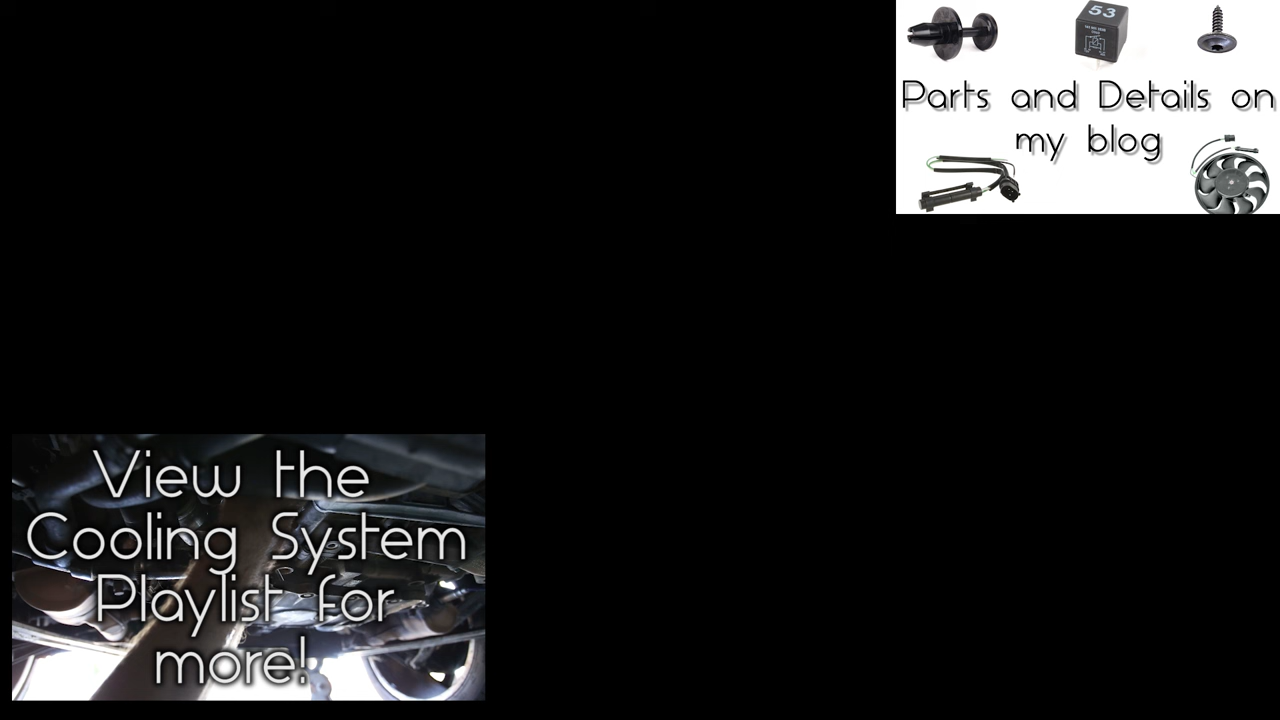 53
Parts and Details on
my blog
View the
Cooling System
Playlist for
more!